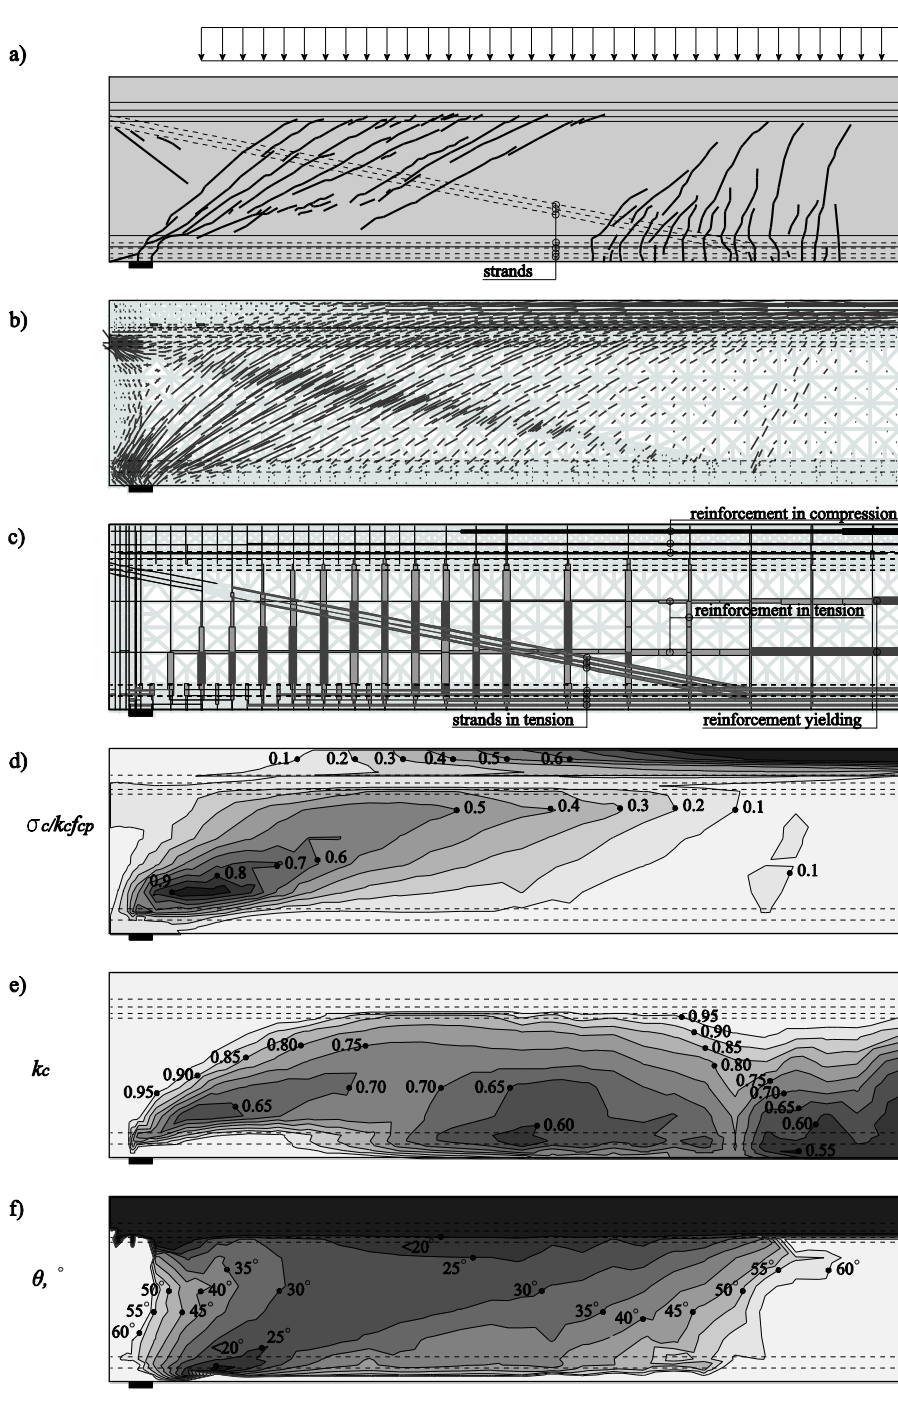 a)
strands
b)
c)
reinforcement in compression
reinforcement in tension
strands in tension
reinforcement yielding
d)
0.1 0.2 0.3 0.4 0.5 0.6
σc/kcfcp
0.5 0.4 0.3 0.2 0.1
0.9 0.8 0.7 0.6
0.1
e)
0.95
0.90
0.85
0.80
0.75
0.70
0.65
0.60
0.55
kc
0.95 0.90 0.85 0.80 0.75
0.70 0.70 0.65
0.65
0.60
f)
<20°
θ, °
60° 55° 50° 45° 40° 35° 30°
25°
30°
35° 40° 45° 50° 55° 60°
<20° 25°